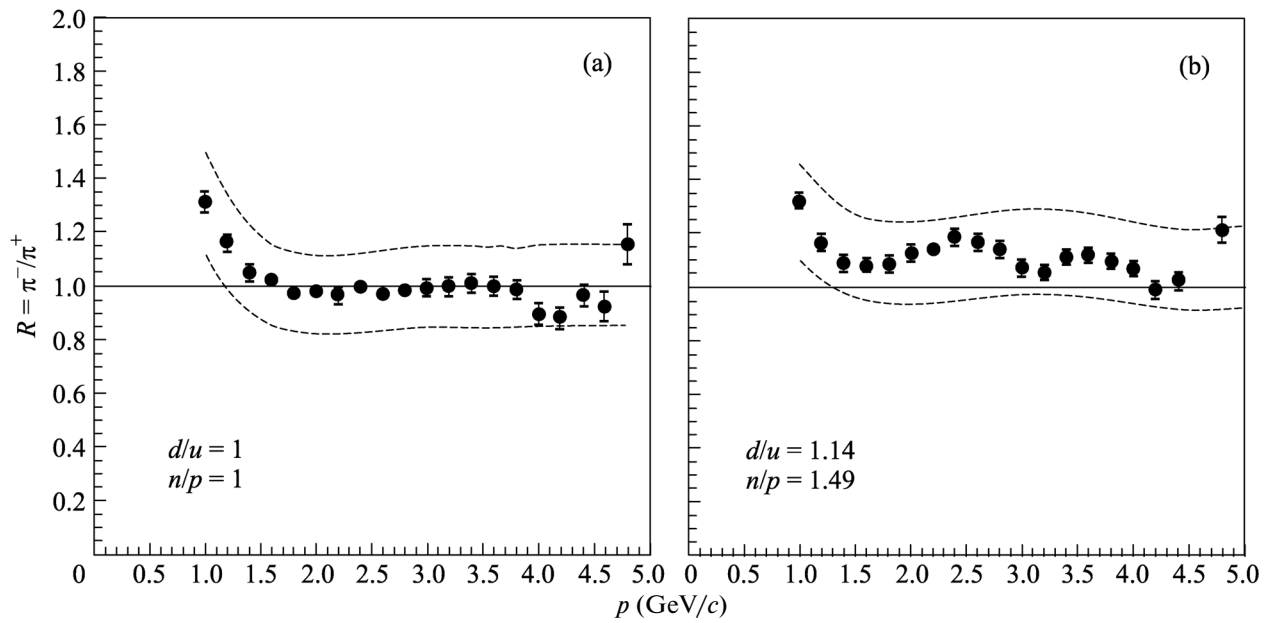 2.0
1.8
1.6
1.4
1.2
1.0
0.8
0.6
0.4
0.2
R = π⁻/π⁺
(a)
d/u = 1
n/p = 1
0 0.5 1.0 1.5 2.0 2.5 3.0 3.5 4.0 4.5 5.0
(b)
d/u = 1.14
n/p = 1.49
0 0.5 1.0 1.5 2.0 2.5 3.0 3.5 4.0 4.5 5.0
p (GeV/c)